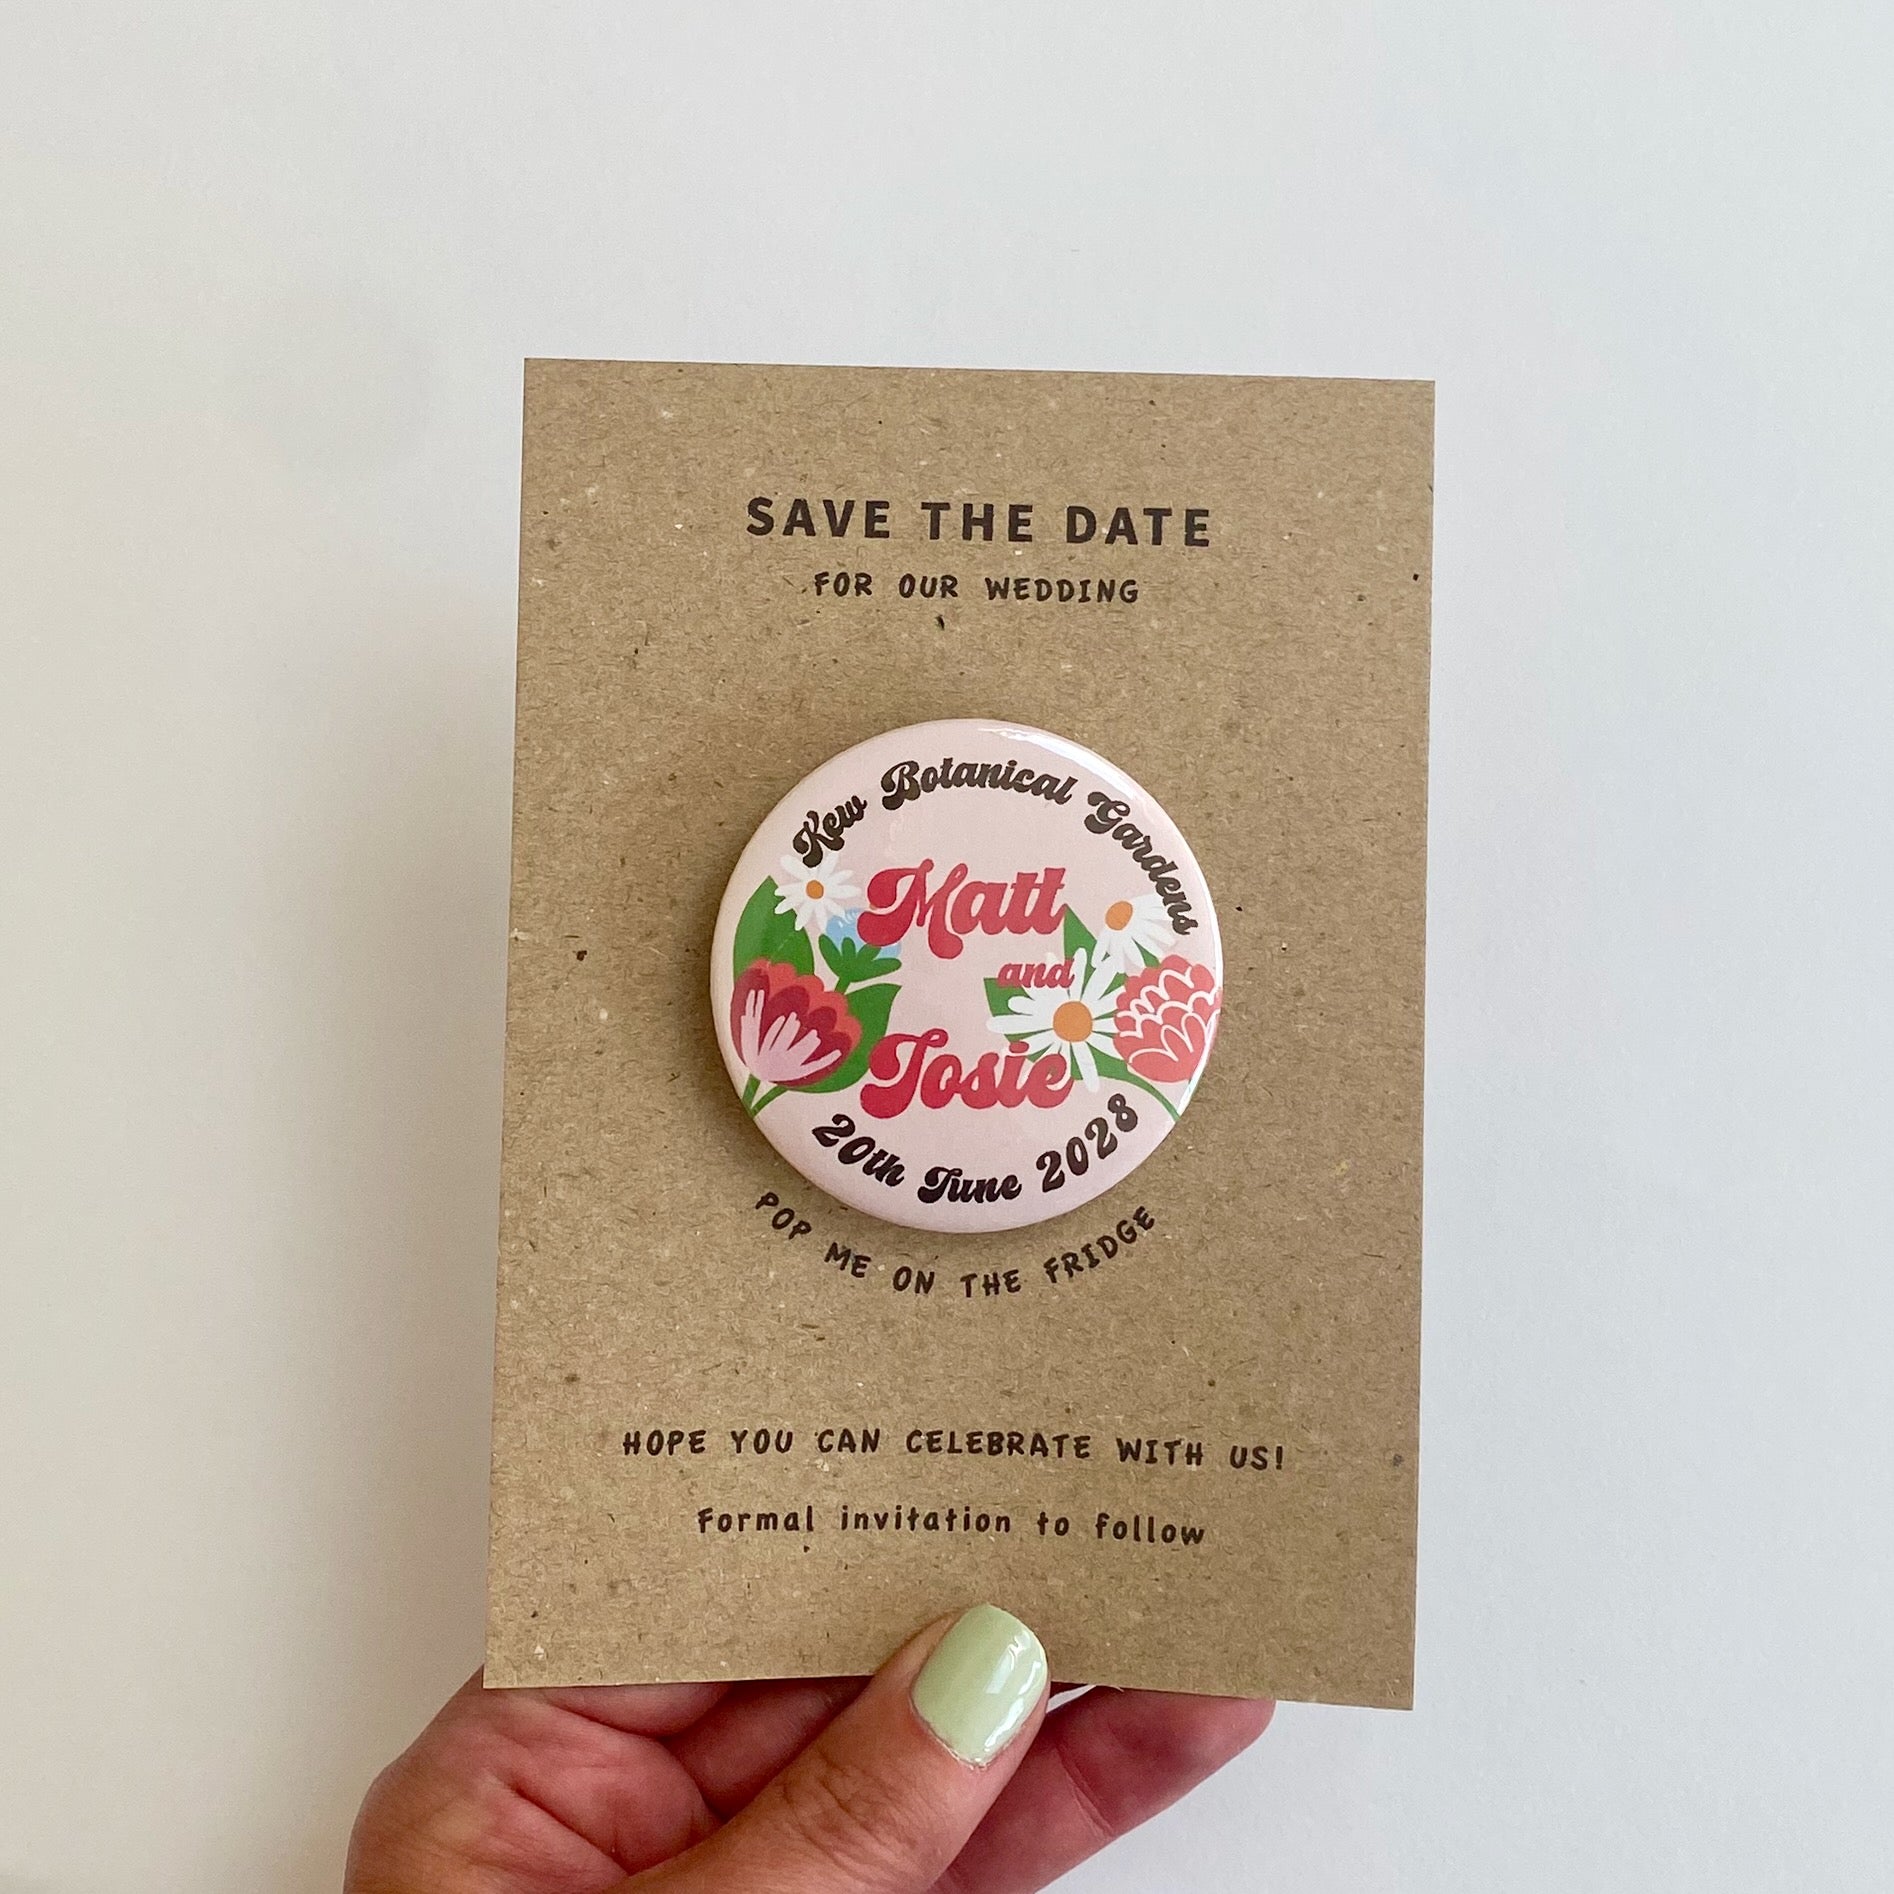 SAVE THE DATE
FOR OUR WEDDING
Kew Botanical Gardens
Matt
and
Josie
20th June 2028
POP ME ON THE FRIDGE
HOPE YOU CAN CELEBRATE WITH US!
Formal invitation to follow